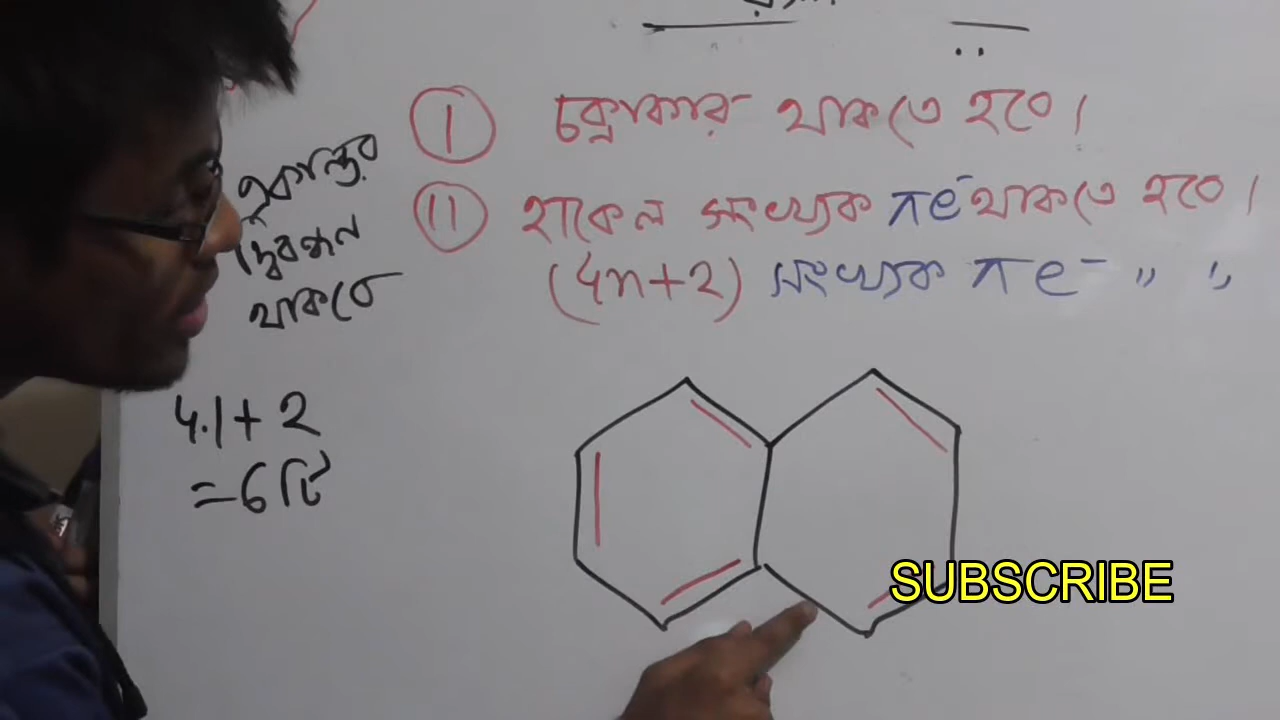 I চক্রাকার থাকতে হবে।
II হাকেল সংখ্যক πe⁻ থাকতে হবে।
(4n+2) সংখ্যক πe⁻ " "
একান্তর
দ্বিবন্ধন
থাকবে
4.1+2
=6টি
SUBSCRIBE